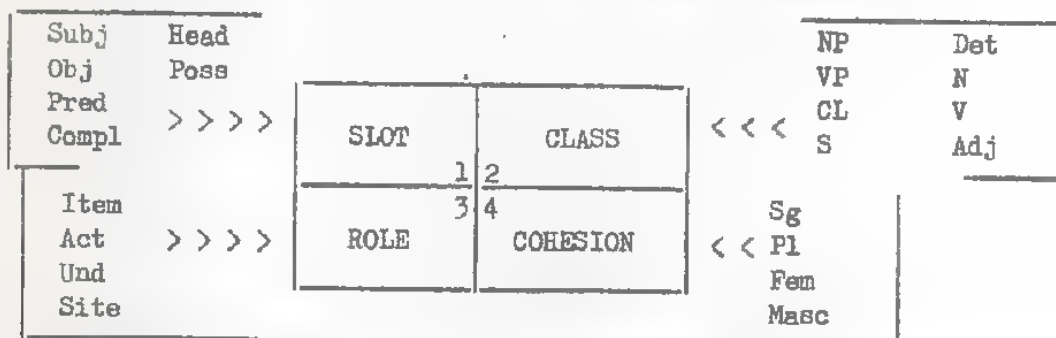 Subj Head
Obj Poss
Pred
Compl
> > > >
SLOT
1
CLASS
2
< < <
NP Det
VP N
CL V
S Adj
Item
Act
Und
Site
> > > >
3
ROLE
4
COHESION
< <
Sg
Pl
Fem
Masc